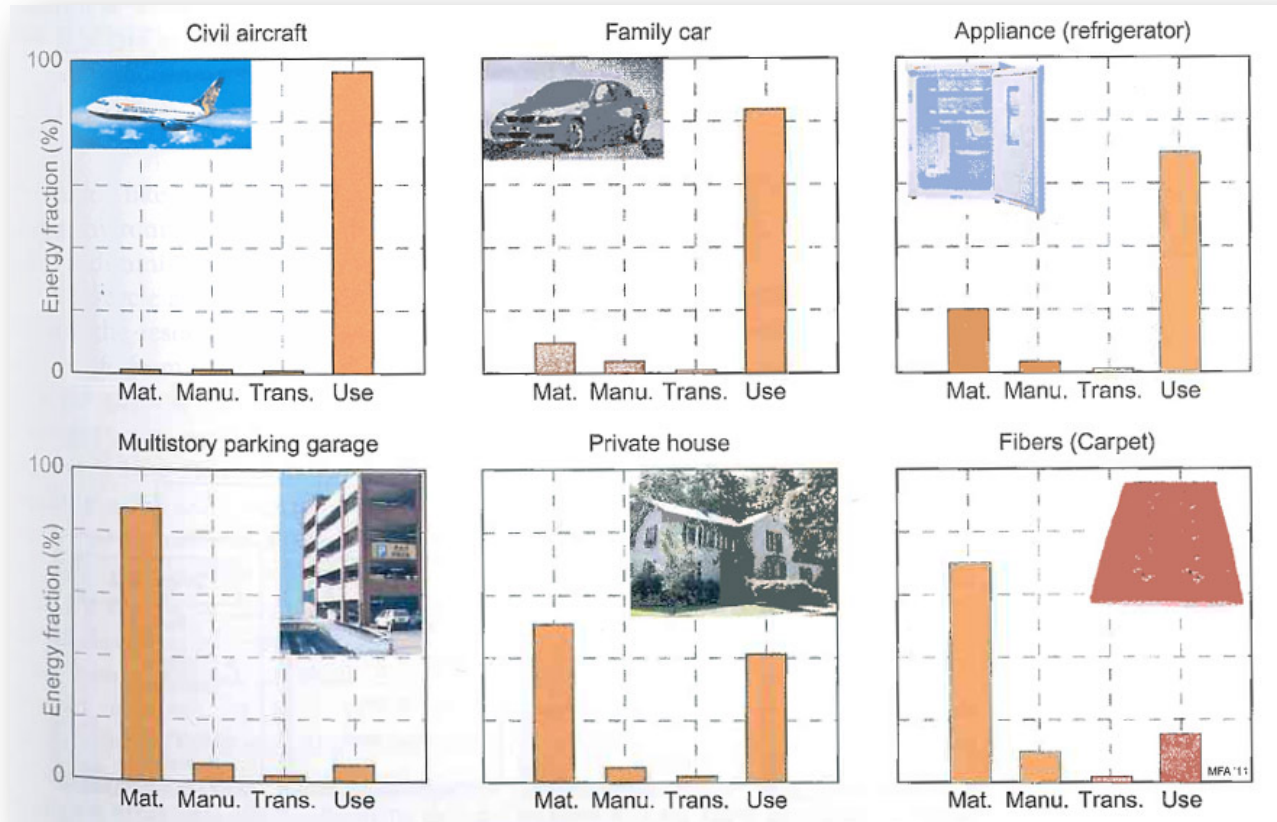 Civil aircraft
Family car
Appliance (refrigerator)
100
Energy fraction (%)
0
Mat. Manu. Trans. Use
Mat. Manu. Trans. Use
Mat. Manu. Trans. Use
Multistory parking garage
Private house
Fibers (Carpet)
100
Energy fraction (%)
0
P
MFA '11
Mat. Manu. Trans. Use
Mat. Manu. Trans. Use
Mat. Manu. Trans. Use